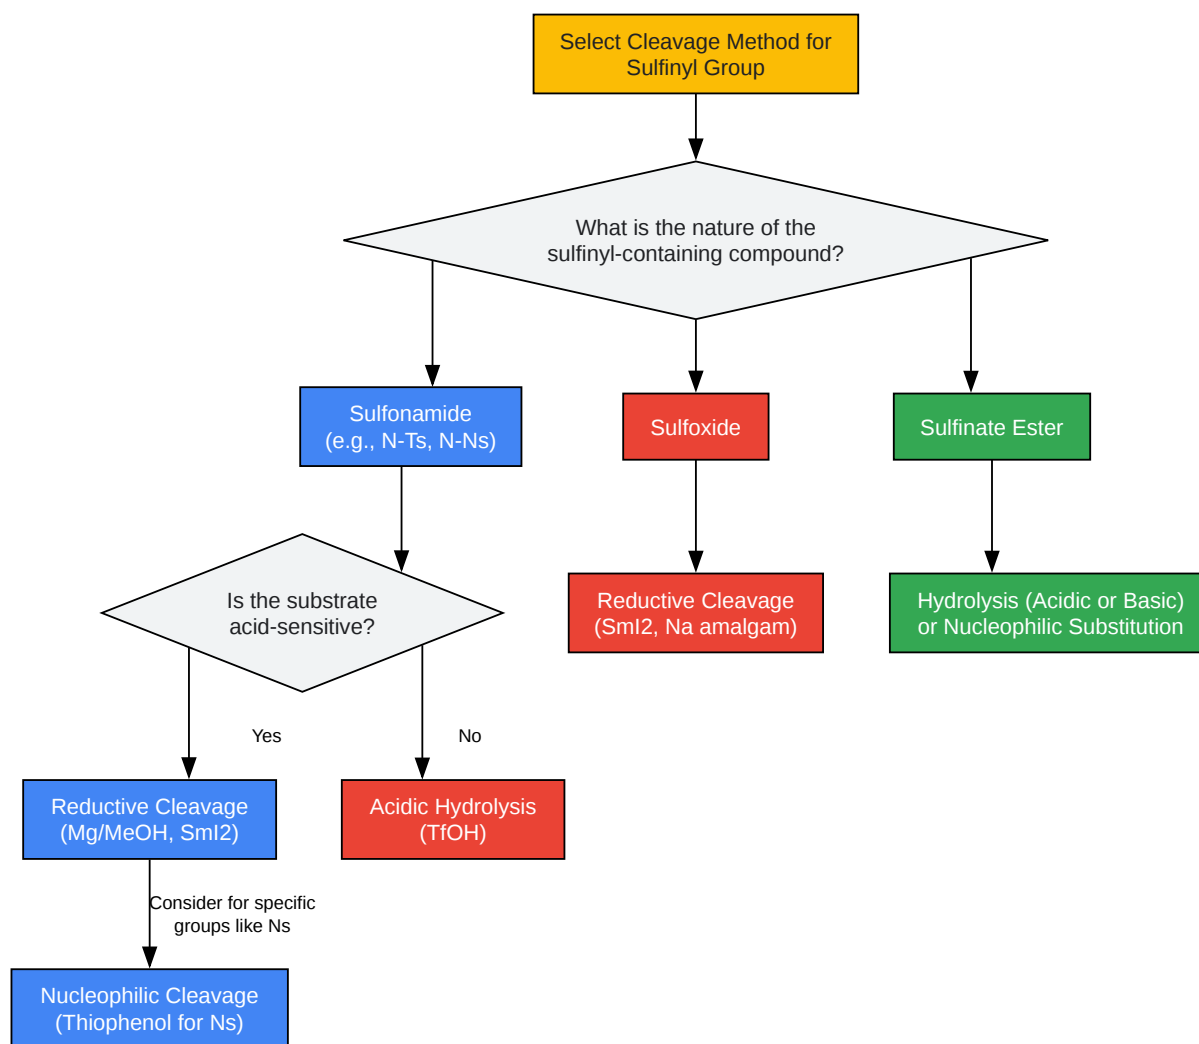 Select Cleavage Method for
Sulfinyl Group
What is the nature of the
sulfinyl-containing compound?
Sulfonamide
(e.g., N-Ts, N-Ns)
Sulfoxide
Sulfinate Ester
Is the substrate
acid-sensitive?
Reductive Cleavage
(SmI2, Na amalgam)
Hydrolysis (Acidic or Basic)
or Nucleophilic Substitution
Yes
No
Reductive Cleavage
(Mg/MeOH, SmI2)
Acidic Hydrolysis
(TfOH)
Consider for specific
groups like Ns
Nucleophilic Cleavage
(Thiophenol for Ns)